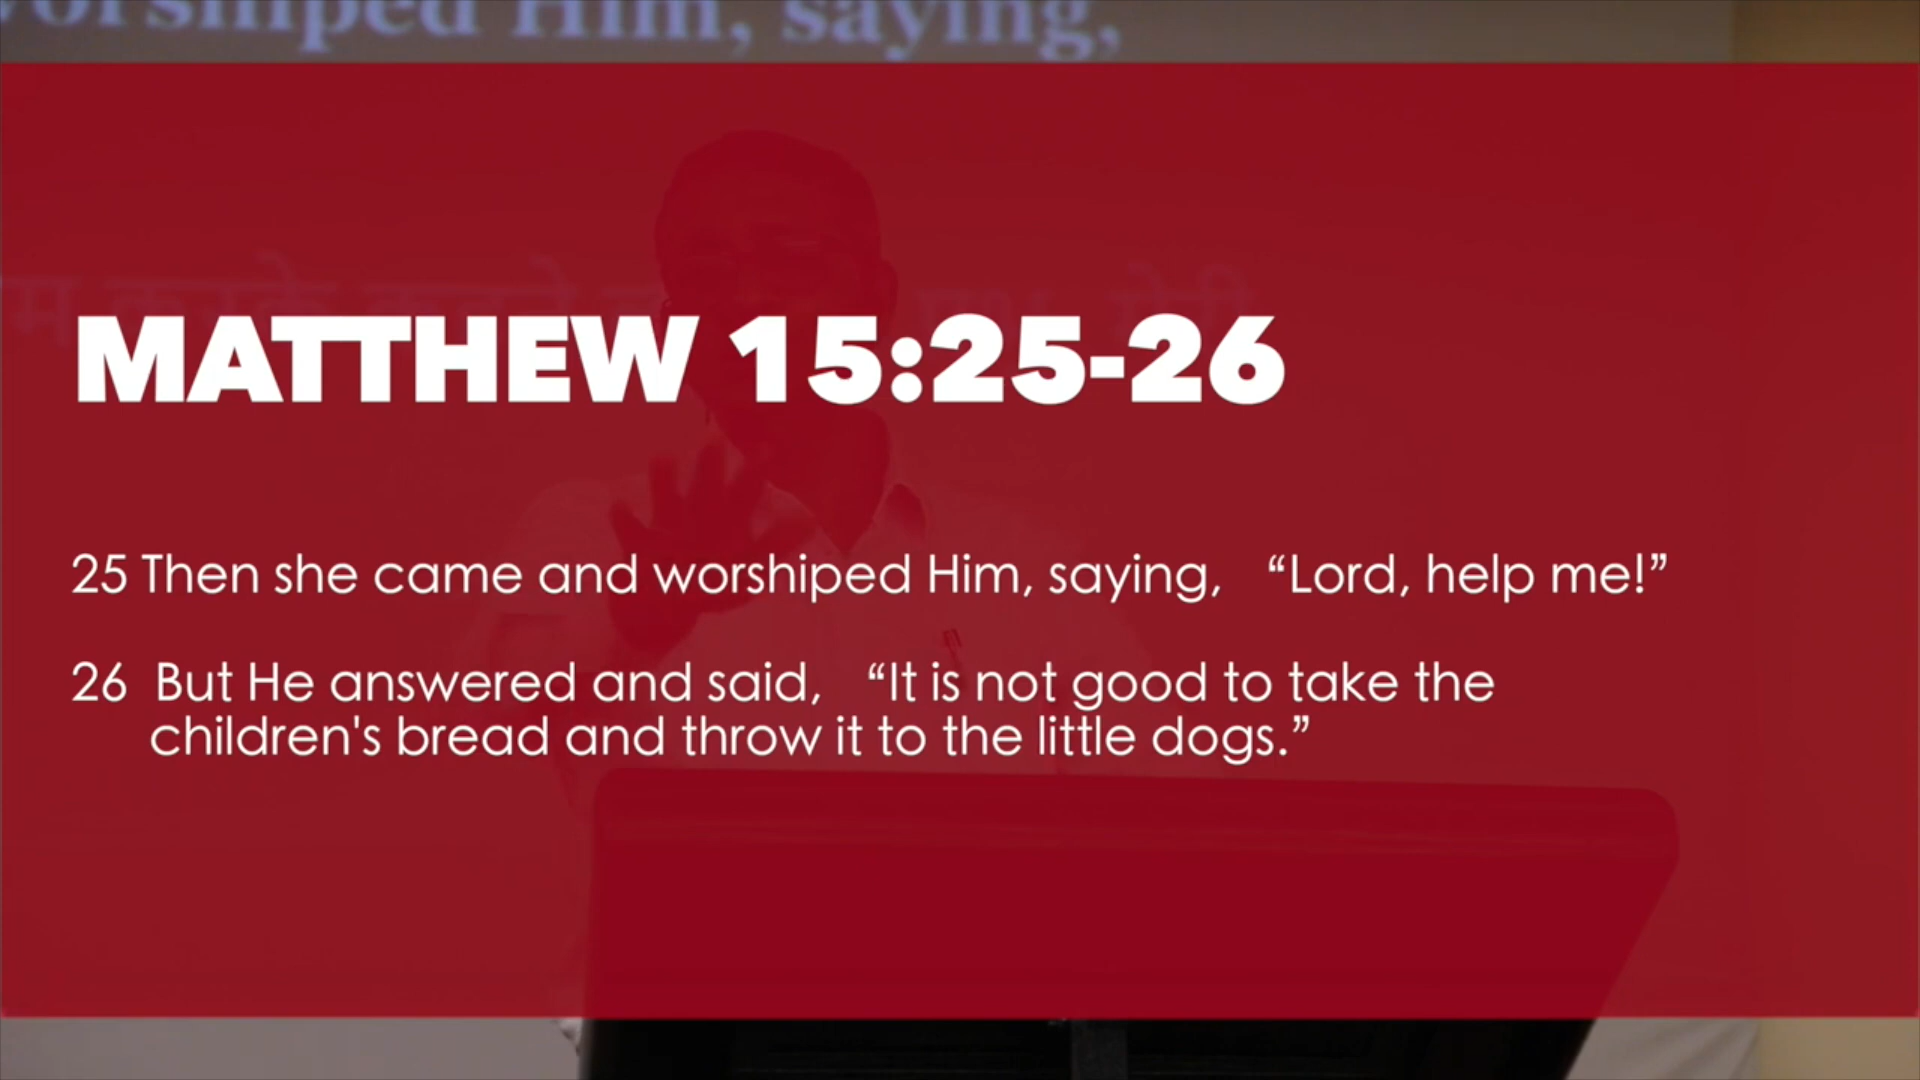 worshiped Him, saying,
MATTHEW 15:25-26
25 Then she came and worshiped Him, saying, “Lord, help me!”
26 But He answered and said, “It is not good to take the
children's bread and throw it to the little dogs.”